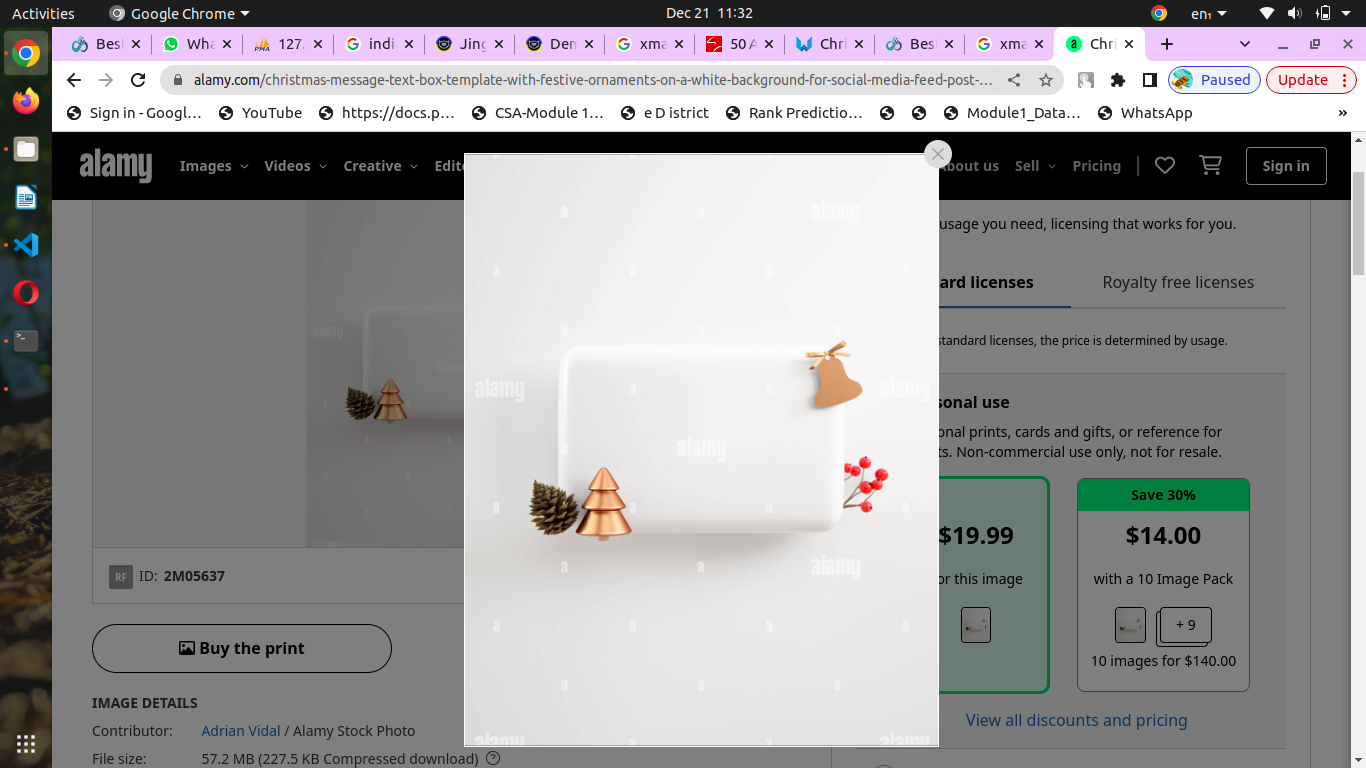 Activities
Google Chrome
Dec 21 11:32
en₁
Besl
Wha
127.
indi
Jing
Den
xma
50 A
Chri
Besl
xma
Chri
alamy.com/christmas-message-text-box-template-with-festive-ornaments-on-a-white-background-for-social-media-feed-post-...
Paused
Update
Sign in - Googl...
YouTube
https://docs.p...
CSA-Module 1...
e D istrict
Rank Predictio...
Module1_Data...
WhatsApp
»
alamy
Images
Videos
Creative
Edit
bout us
Sell
Pricing
Sign in
usage you need, licensing that works for you.
ard licenses
Royalty free licenses
standard licenses, the price is determined by usage.
sonal use
onal prints, cards and gifts, or reference for
ts. Non-commercial use only, not for resale.
Save 30%
$19.99
$14.00
or this image
with a 10 Image Pack
+ 9
10 images for $140.00
View all discounts and pricing
alamy
alamy
alamy
alamy
alamy
RF
ID: 2M05637
Buy the print
IMAGE DETAILS
Contributor:
Adrian Vidal / Alamy Stock Photo
File size:
57.2 MB (227.5 KB Compressed download)